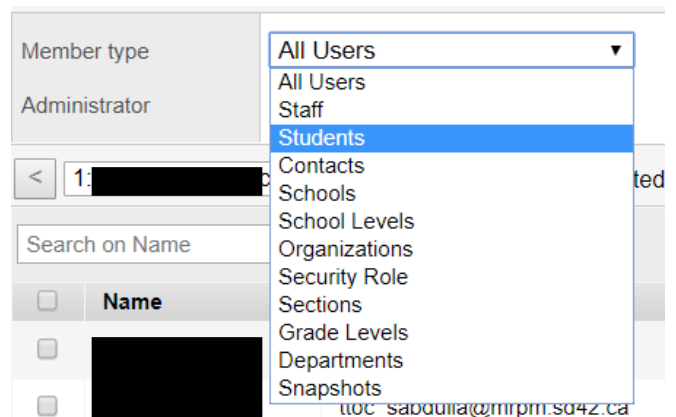 Member type
All Users
All Users
Administrator
Staff
Students
Contacts
<
1:
c
ted
Schools
School Levels
Search on Name
Organizations
Security Role
Name
Sections
Grade Levels
Departments
Snapshots
ttoc_sabdulla@mrpm.sd42.ca